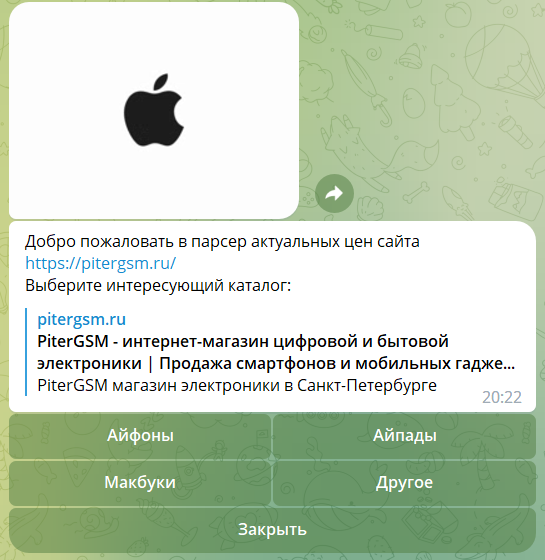 Добро пожаловать в парсер актуальных цен сайта
https://pitergsm.ru/
Выберите интересующий каталог:
pitergsm.ru
PiterGSM - интернет-магазин цифровой и бытовой
электроники | Продажа смартфонов и мобильных гадже...
PiterGSM магазин электроники в Санкт-Петербурге
20:22
Айфоны
Айпады
Макбуки
Другое
Закрыть